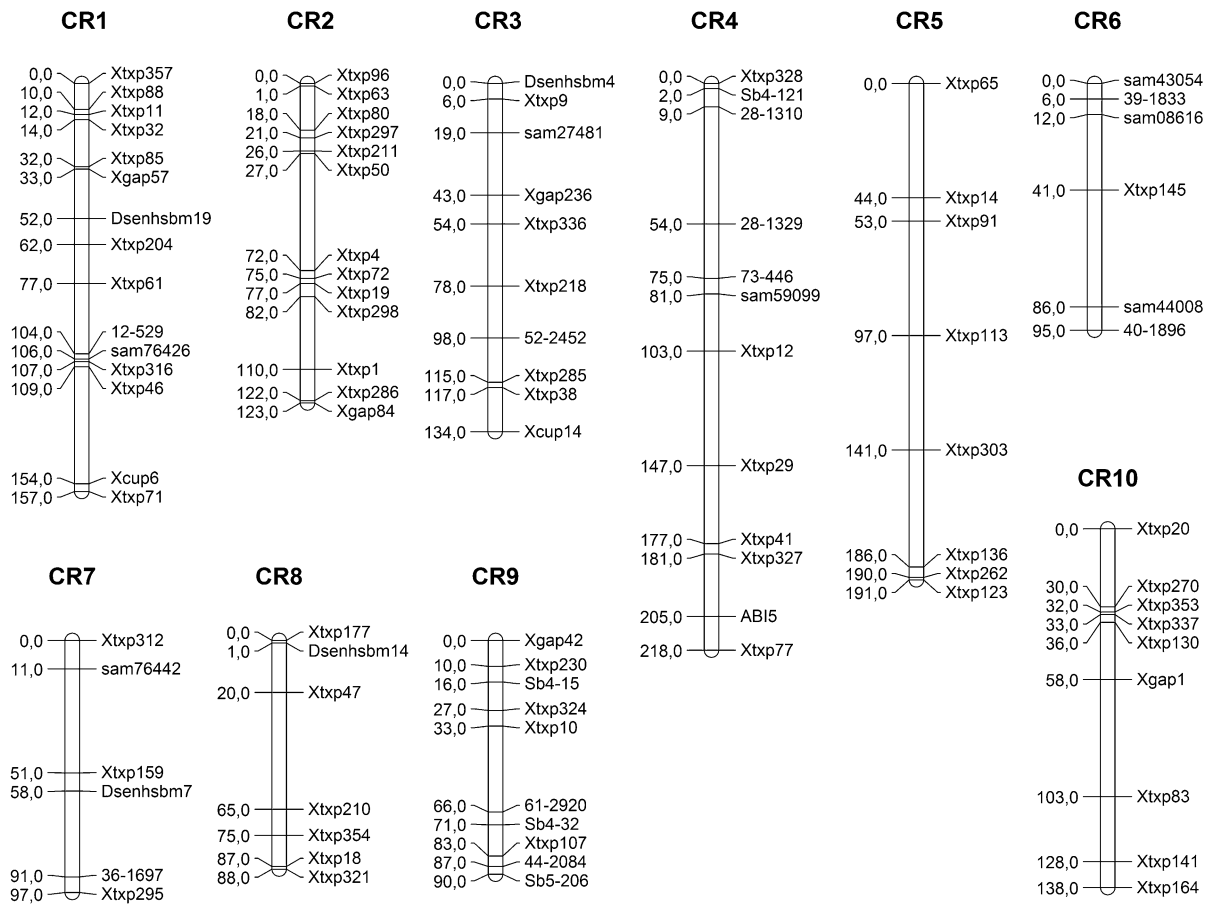 CR1
0,0 Xtxp357
10,0 Xtxp88
12,0 Xtxp11
14,0 Xtxp32
32,0 Xtxp85
33,0 Xgap57
52,0 Dsenhsbm19
62,0 Xtxp204
77,0 Xtxp61
104,0 12-529
106,0 sam76426
107,0 Xtxp316
109,0 Xtxp46
154,0 Xcup6
157,0 Xtxp71
CR2
0,0 Xtxp96
1,0 Xtxp63
18,0 Xtxp80
21,0 Xtxp297
26,0 Xtxp211
27,0 Xtxp50
72,0 Xtxp4
75,0 Xtxp72
77,0 Xtxp19
82,0 Xtxp298
110,0 Xtxp1
122,0 Xtxp286
123,0 Xgap84
CR3
0,0 Dsenhsbm4
6,0 Xtxp9
19,0 sam27481
43,0 Xgap236
54,0 Xtxp336
78,0 Xtxp218
98,0 52-2452
115,0 Xtxp285
117,0 Xtxp38
134,0 Xcup14
CR4
0,0 Xtxp328
2,0 Sb4-121
9,0 28-1310
54,0 28-1329
75,0 73-446
81,0 sam59099
103,0 Xtxp12
147,0 Xtxp29
177,0 Xtxp41
181,0 Xtxp327
205,0 ABI5
218,0 Xtxp77
CR5
0,0 Xtxp65
44,0 Xtxp14
53,0 Xtxp91
97,0 Xtxp113
141,0 Xtxp303
186,0 Xtxp136
190,0 Xtxp262
191,0 Xtxp123
CR6
0,0 sam43054
6,0 39-1833
12,0 sam08616
41,0 Xtxp145
86,0 sam44008
95,0 40-1896
CR7
0,0 Xtxp312
11,0 sam76442
51,0 Xtxp159
58,0 Dsenhsbm7
91,0 36-1697
97,0 Xtxp295
CR8
0,0 Xtxp177
1,0 Dsenhsbm14
20,0 Xtxp47
65,0 Xtxp210
75,0 Xtxp354
87,0 Xtxp18
88,0 Xtxp321
CR9
0,0 Xgap42
10,0 Xtxp230
16,0 Sb4-15
27,0 Xtxp324
33,0 Xtxp10
66,0 61-2920
71,0 Sb4-32
83,0 Xtxp107
87,0 44-2084
90,0 Sb5-206
CR10
0,0 Xtxp20
30,0 Xtxp270
32,0 Xtxp353
33,0 Xtxp337
36,0 Xtxp130
58,0 Xgap1
103,0 Xtxp83
128,0 Xtxp141
138,0 Xtxp164